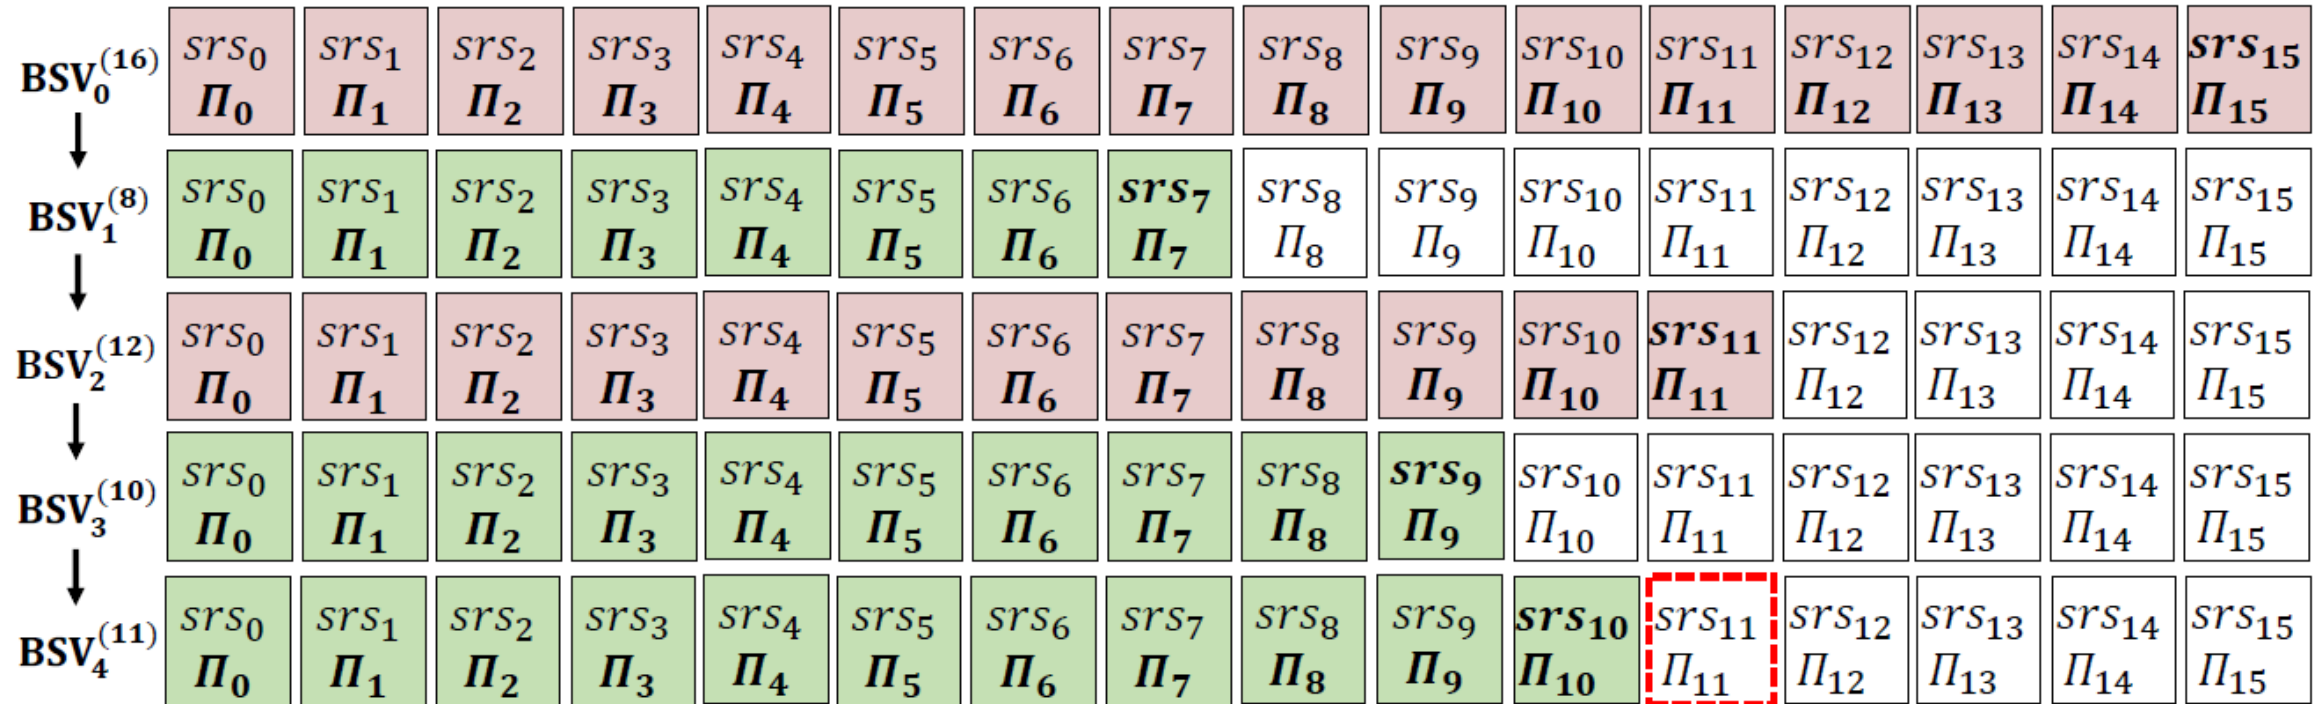 BSV₀⁽¹⁶⁾ srs₀ srs₁ srs₂ srs₃ srs₄ srs₅ srs₆ srs₇ srs₈ srs₉ srs₁₀ srs₁₁ srs₁₂ srs₁₃ srs₁₄ srs₁₅
Π₀ Π₁ Π₂ Π₃ Π₄ Π₅ Π₆ Π₇ Π₈ Π₉ Π₁₀ Π₁₁ Π₁₂ Π₁₃ Π₁₄ Π₁₅
BSV₁⁽⁸⁾ srs₀ srs₁ srs₂ srs₃ srs₄ srs₅ srs₆ srs₇ srs₈ srs₉ srs₁₀ srs₁₁ srs₁₂ srs₁₃ srs₁₄ srs₁₅
Π₀ Π₁ Π₂ Π₃ Π₄ Π₅ Π₆ Π₇ Π₈ Π₉ Π₁₀ Π₁₁ Π₁₂ Π₁₃ Π₁₄ Π₁₅
BSV₂⁽¹²⁾ srs₀ srs₁ srs₂ srs₃ srs₄ srs₅ srs₆ srs₇ srs₈ srs₉ srs₁₀ srs₁₁ srs₁₂ srs₁₃ srs₁₄ srs₁₅
Π₀ Π₁ Π₂ Π₃ Π₄ Π₅ Π₆ Π₇ Π₈ Π₉ Π₁₀ Π₁₁ Π₁₂ Π₁₃ Π₁₄ Π₁₅
BSV₃⁽¹⁰⁾ srs₀ srs₁ srs₂ srs₃ srs₄ srs₅ srs₆ srs₇ srs₈ srs₉ srs₁₀ srs₁₁ srs₁₂ srs₁₃ srs₁₄ srs₁₅
Π₀ Π₁ Π₂ Π₃ Π₄ Π₅ Π₆ Π₇ Π₈ Π₉ Π₁₀ Π₁₁ Π₁₂ Π₁₃ Π₁₄ Π₁₅
BSV₄⁽¹¹⁾ srs₀ srs₁ srs₂ srs₃ srs₄ srs₅ srs₆ srs₇ srs₈ srs₉ srs₁₀ srs₁₁ srs₁₂ srs₁₃ srs₁₄ srs₁₅
Π₀ Π₁ Π₂ Π₃ Π₄ Π₅ Π₆ Π₇ Π₈ Π₉ Π₁₀ Π₁₁ Π₁₂ Π₁₃ Π₁₄ Π₁₅